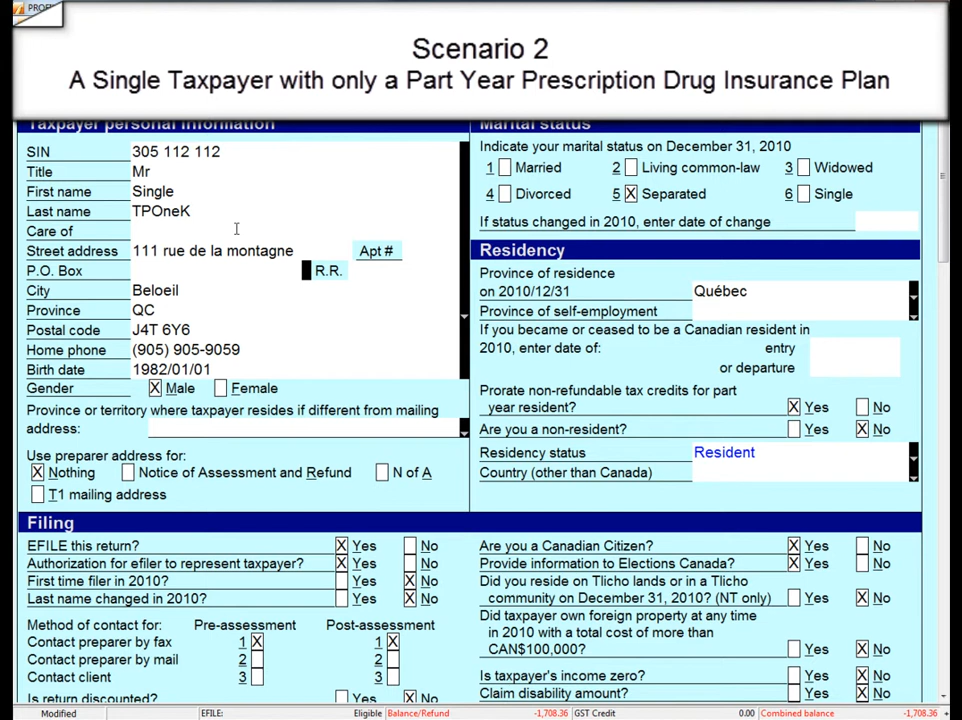 PROFI
Scenario 2
A Single Taxpayer with only a Part Year Prescription Drug Insurance Plan
Taxpayer personal information
SIN 305 112 112
Title Mr
First name Single
Last name TPOneK
Care of
Street address 111 rue de la montagne Apt #
P.O. Box R.R.
City Beloeil
Province QC
Postal code J4T 6Y6
Home phone (905) 905-9059
Birth date 1982/01/01
Gender X Male Female
Province or territory where taxpayer resides if different from mailing
address:
Use preparer address for:
X Nothing Notice of Assessment and Refund N of A
T1 mailing address
Marital status
Indicate your marital status on December 31, 2010
1 Married 2 Living common-law 3 Widowed
4 Divorced 5 X Separated 6 Single
If status changed in 2010, enter date of change
Residency
Province of residence
on 2010/12/31 Québec
Province of self-employment
If you became or ceased to be a Canadian resident in
2010, enter date of: entry
or departure
Prorate non-refundable tax credits for part
year resident? X Yes No
Are you a non-resident? Yes X No
Residency status Resident
Country (other than Canada)
Filing
EFILE this return? X Yes No
Authorization for efiler to represent taxpayer? X Yes No
First time filer in 2010? Yes X No
Last name changed in 2010? Yes X No
Method of contact for: Pre-assessment Post-assessment
Contact preparer by fax 1 X 1 X
Contact preparer by mail 2 2
Contact client 3 3
Is return discounted? Yes X No
Are you a Canadian Citizen? X Yes No
Provide information to Elections Canada? X Yes No
Did you reside on Tlicho lands or in a Tlicho
community on December 31, 2010? (NT only) Yes X No
Did taxpayer own foreign property at any time
in 2010 with a total cost of more than
CAN$100,000? Yes X No
Is taxpayer's income zero? Yes X No
Claim disability amount? Yes X No
Modified EFILE: Eligible Balance/Refund -1,708.36 GST Credit 0.00 Combined balance -1,708.36